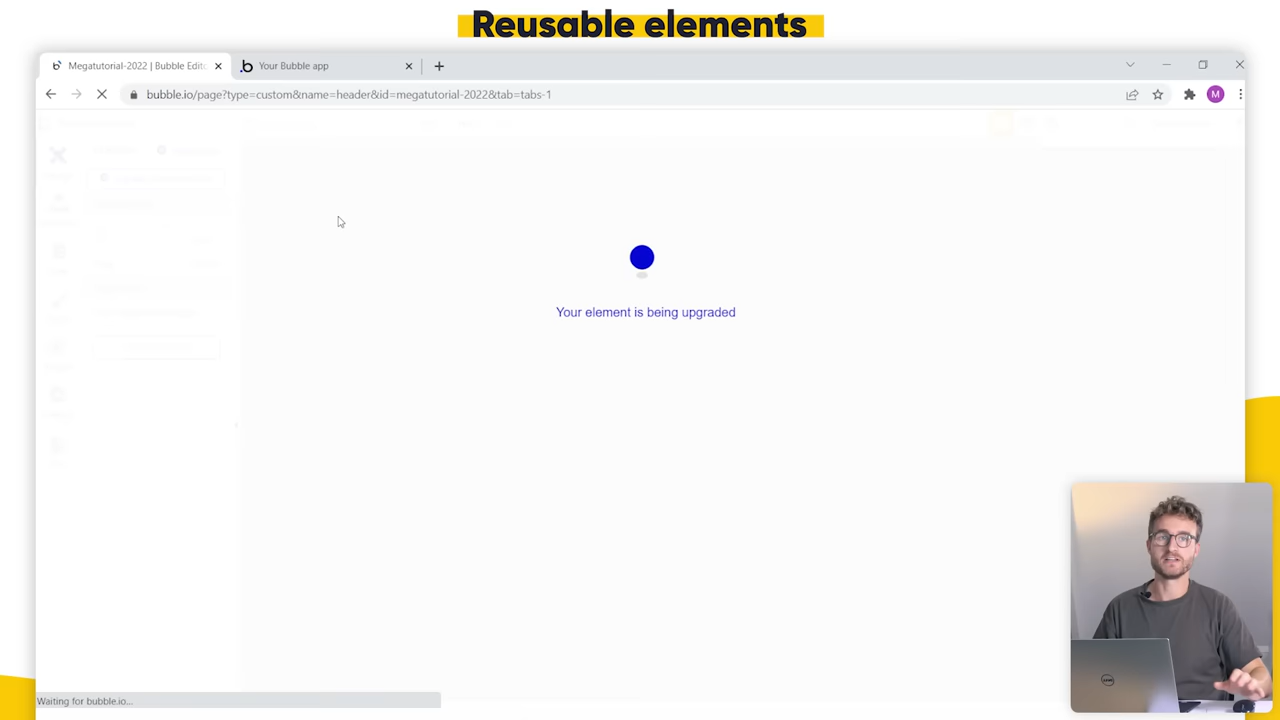 Reusable elements
Megatutorial-2022 | Bubble Edito
Your Bubble app
bubble.io/page?type=custom&name=header&id=megatutorial-2022&tab=tabs-1
M
Your element is being upgraded
Waiting for bubble.io...
DELL